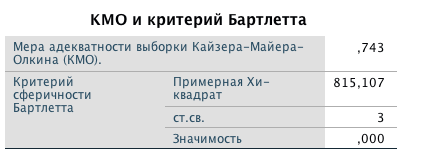 КМО и критерий Бартлетта
Мера адекватности выборки Кайзера-Майера-
Олкина (КМО). ,743
Критерий сферичности Бартлетта Примерная Хи-
квадрат 815,107
ст.св. 3
Значимость ,000